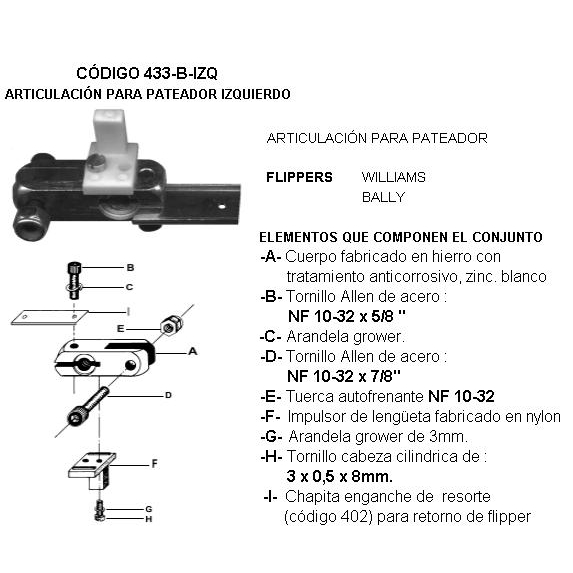 CÓDIGO 433-B-IZQ
ARTICULACIÓN PARA PATEADOR IZQUIERDO
ARTICULACIÓN PARA PATEADOR
FLIPPERS WILLIAMS
BALLY
ELEMENTOS QUE COMPONEN EL CONJUNTO
-A- Cuerpo fabricado en hierro con
tratamiento anticorrosivo, zinc. blanco
-B- Tornillo Allen de acero :
NF 10-32 x 5/8 "
-C- Arandela grower.
-D- Tornillo Allen de acero :
NF 10-32 x 7/8"
-E- Tuerca autofrenante NF 10-32
-F- Impulsor de lengüeta fabricado en nylon
-G- Arandela grower de 3mm.
-H- Tornillo cabeza cilindrica de :
3 x 0,5 x 8mm.
-I- Chapita enganche de resorte
(código 402) para retorno de flipper
B
C
I
E
A
D
F
G
H